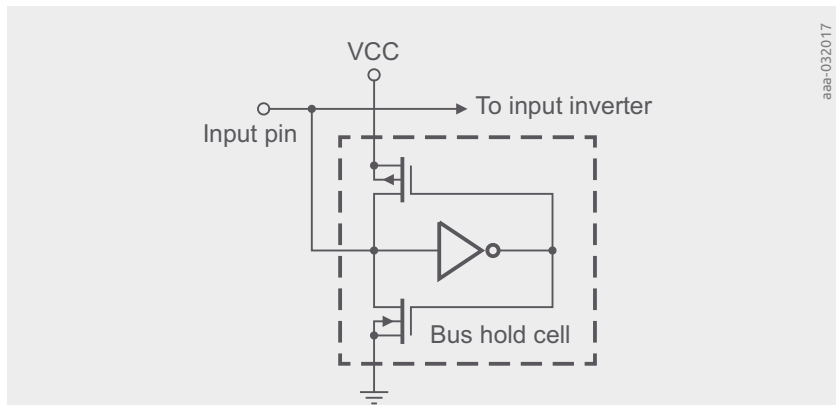 VCC
To input inverter
Input pin
Bus hold cell
aaa-032017